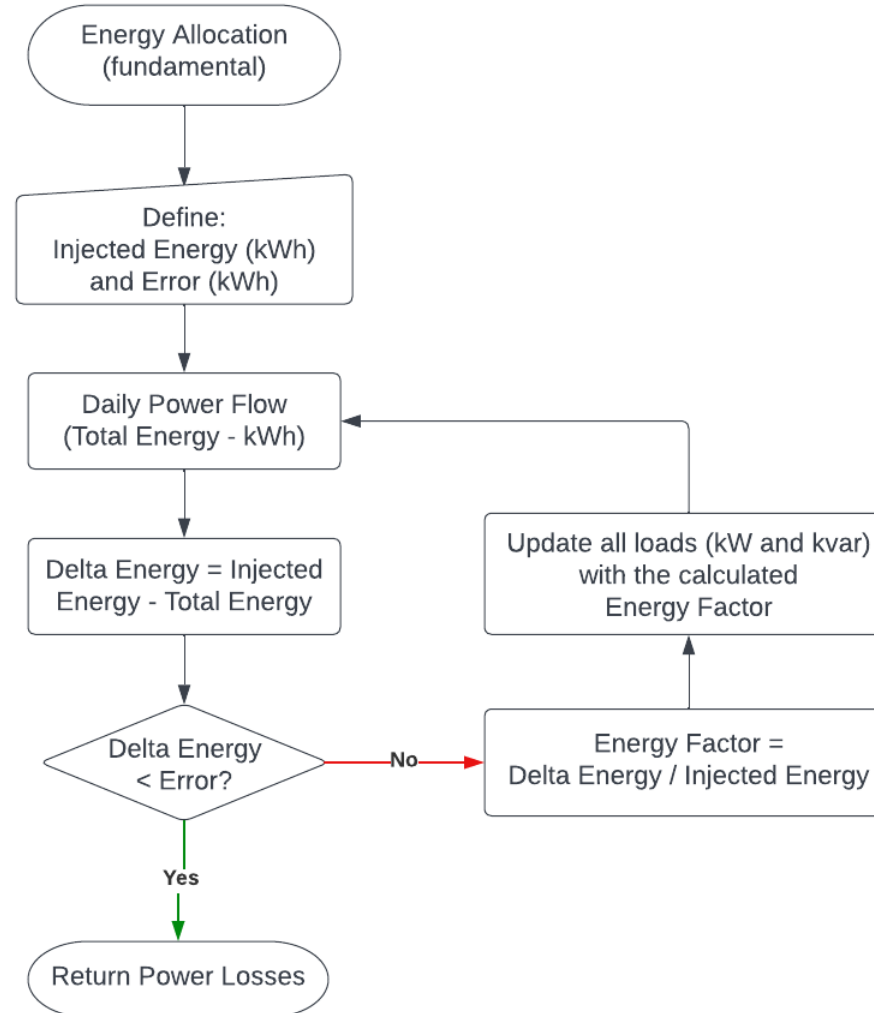 Energy Allocation
(fundamental)
Define:
Injected Energy (kWh)
and Error (kWh)
Daily Power Flow
(Total Energy - kWh)
Delta Energy = Injected
Energy - Total Energy
Delta Energy
< Error?
No
Energy Factor =
Delta Energy / Injected Energy
Update all loads (kW and kvar)
with the calculated
Energy Factor
Yes
Return Power Losses